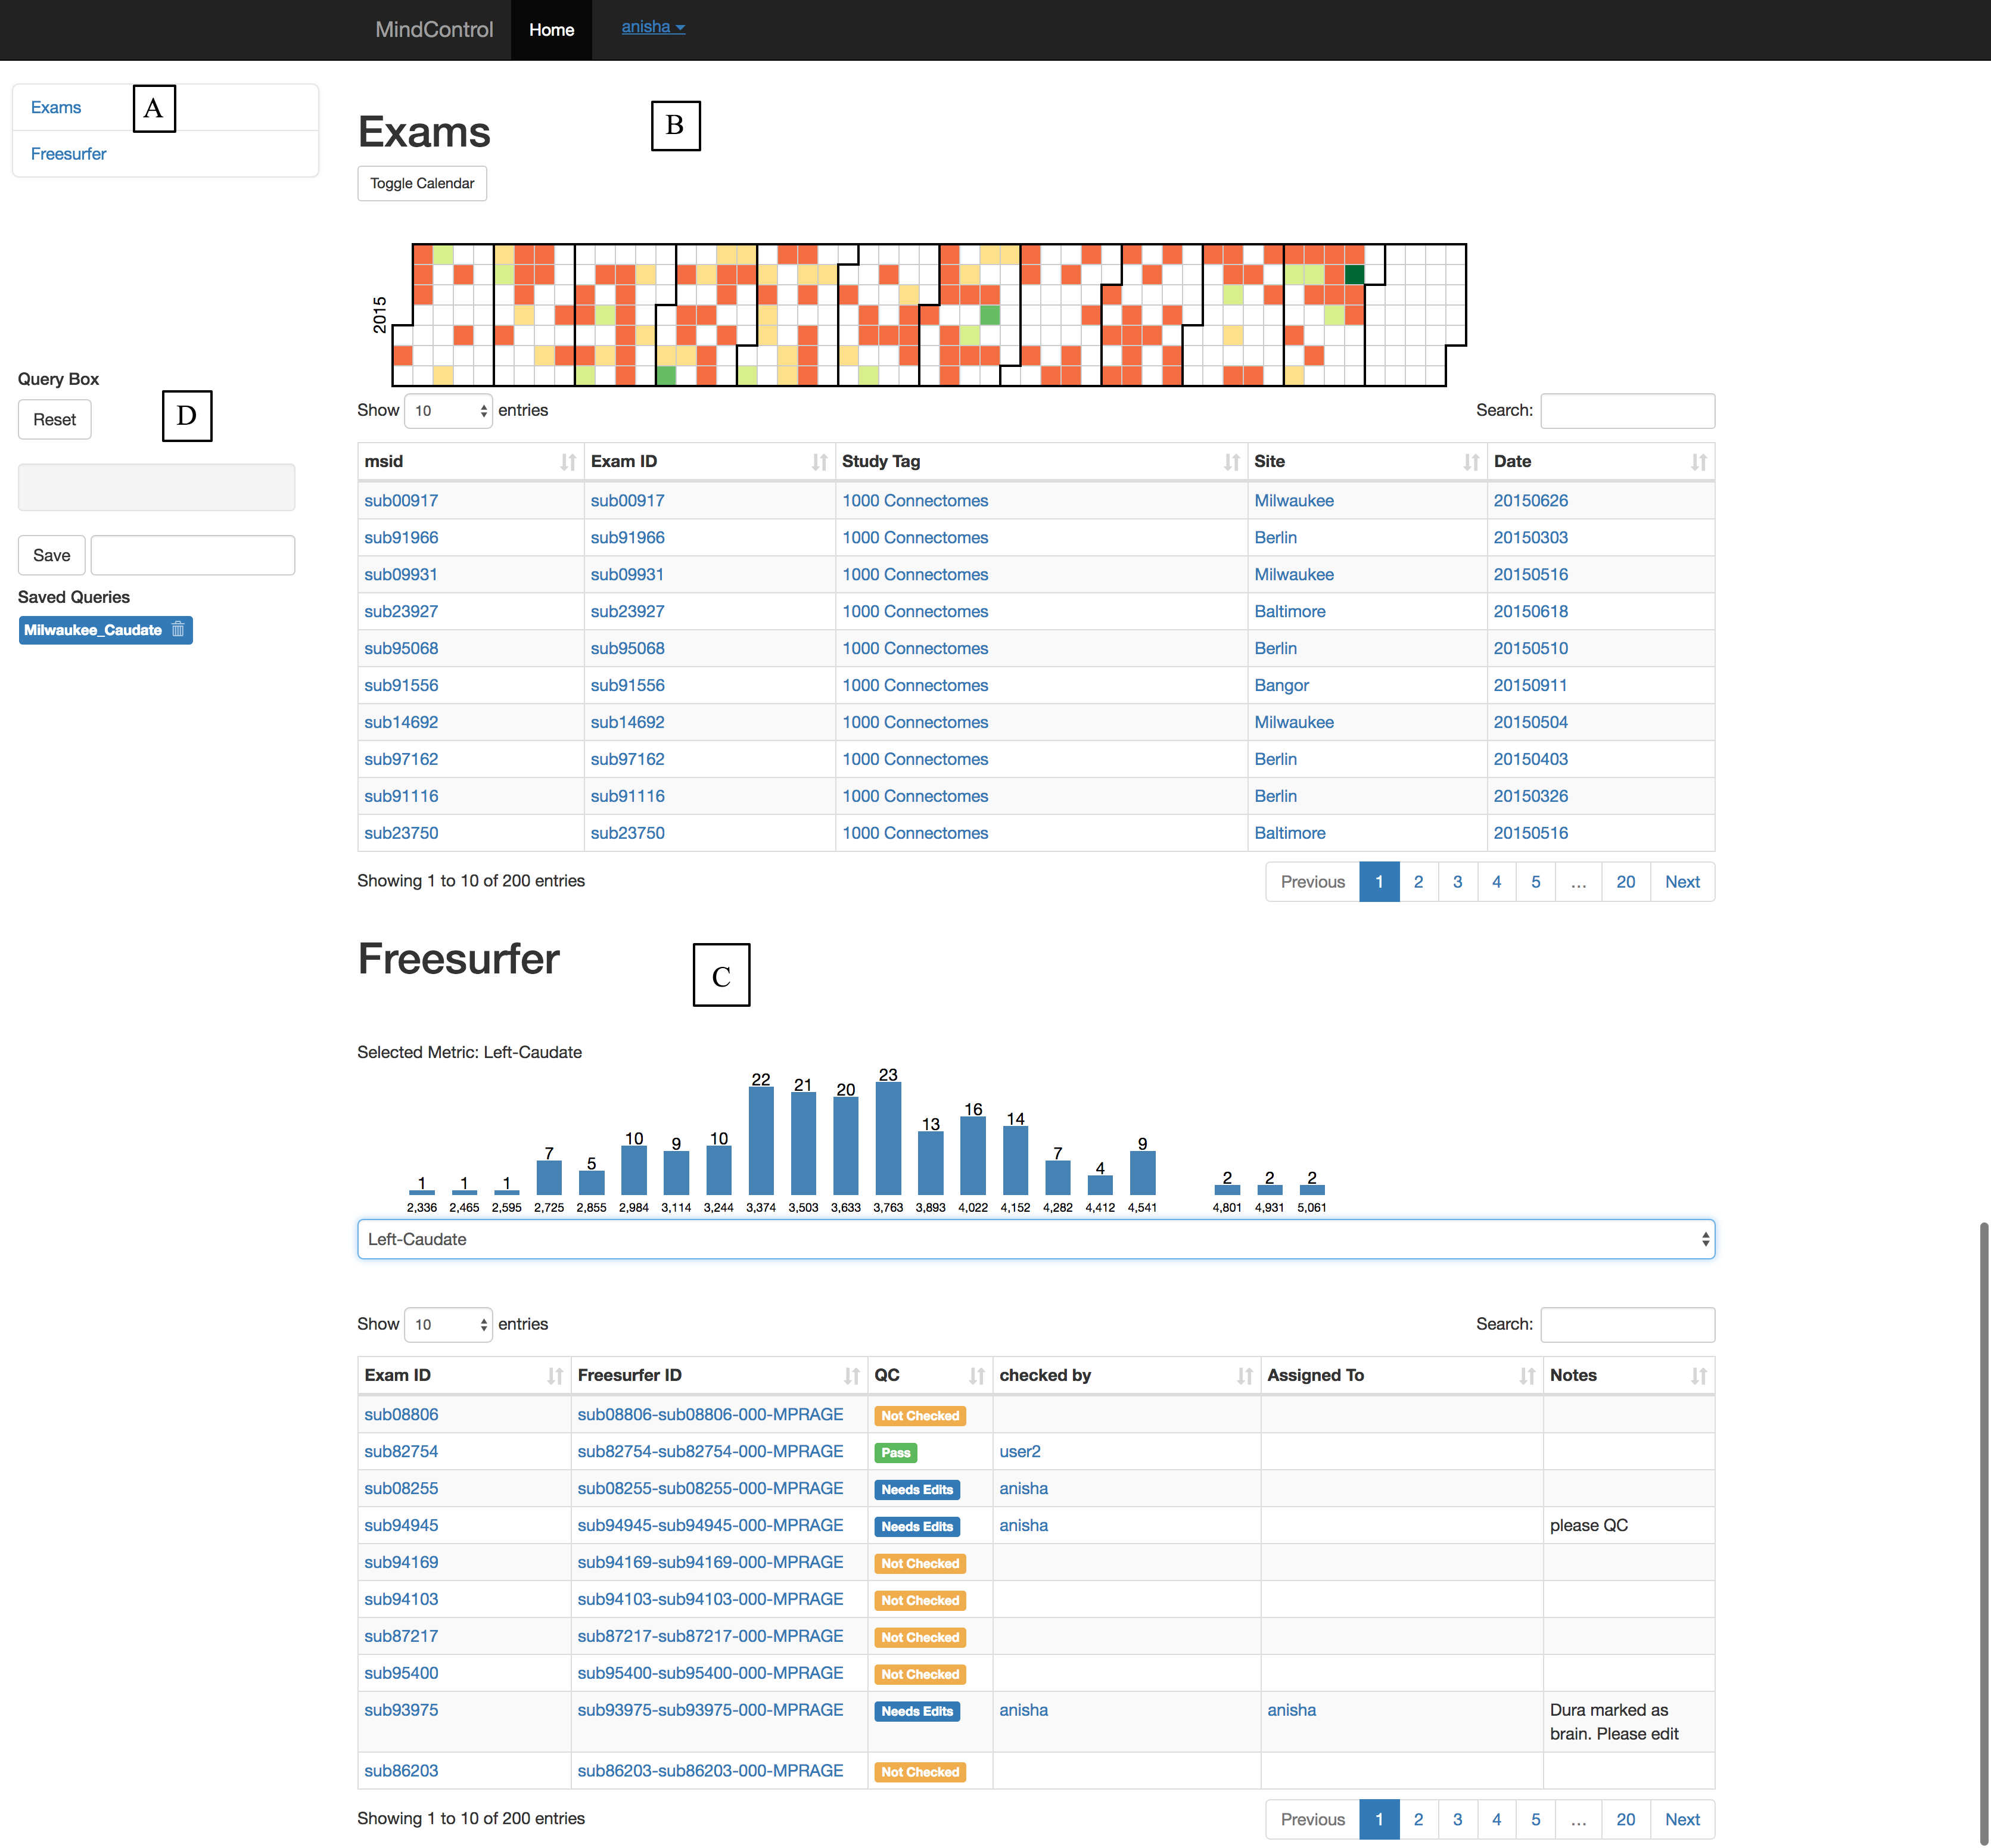 MindControl Home anisha
Exams A
Freesurfer
Exams B
Toggle Calendar
2015
Query Box
Reset D
Save
Saved Queries
Milwaukee_Caudate
Show 10 entries Search:
msid Exam ID Study Tag Site Date
sub00917 sub00917 1000 Connectomes Milwaukee 20150626
sub91966 sub91966 1000 Connectomes Berlin 20150303
sub09931 sub09931 1000 Connectomes Milwaukee 20150516
sub23927 sub23927 1000 Connectomes Baltimore 20150618
sub95068 sub95068 1000 Connectomes Berlin 20150510
sub91556 sub91556 1000 Connectomes Bangor 20150911
sub14692 sub14692 1000 Connectomes Milwaukee 20150504
sub97162 sub97162 1000 Connectomes Berlin 20150403
sub91116 sub91116 1000 Connectomes Berlin 20150326
sub23750 sub23750 1000 Connectomes Baltimore 20150516
Showing 1 to 10 of 200 entries Previous 1 2 3 4 5 ... 20 Next
Freesurfer C
Selected Metric: Left-Caudate
1 1 1 7 5 10 9 10 22 21 20 23 13 16 14 7 4 9 2 2 2
2,336 2,465 2,595 2,725 2,855 2,984 3,114 3,244 3,374 3,503 3,633 3,763 3,893 4,022 4,152 4,282 4,412 4,541 4,801 4,931 5,061
Left-Caudate
Show 10 entries Search:
Exam ID Freesurfer ID QC checked by Assigned To Notes
sub08806 sub08806-sub08806-000-MPRAGE Not Checked
sub82754 sub82754-sub82754-000-MPRAGE Pass user2
sub08255 sub08255-sub08255-000-MPRAGE Needs Edits anisha
sub94945 sub94945-sub94945-000-MPRAGE Needs Edits anisha please QC
sub94169 sub94169-sub94169-000-MPRAGE Not Checked
sub94103 sub94103-sub94103-000-MPRAGE Not Checked
sub87217 sub87217-sub87217-000-MPRAGE Not Checked
sub95400 sub95400-sub95400-000-MPRAGE Not Checked
sub93975 sub93975-sub93975-000-MPRAGE Needs Edits anisha anisha Dura marked as
brain. Please edit
sub86203 sub86203-sub86203-000-MPRAGE Not Checked
Showing 1 to 10 of 200 entries Previous 1 2 3 4 5 ... 20 Next